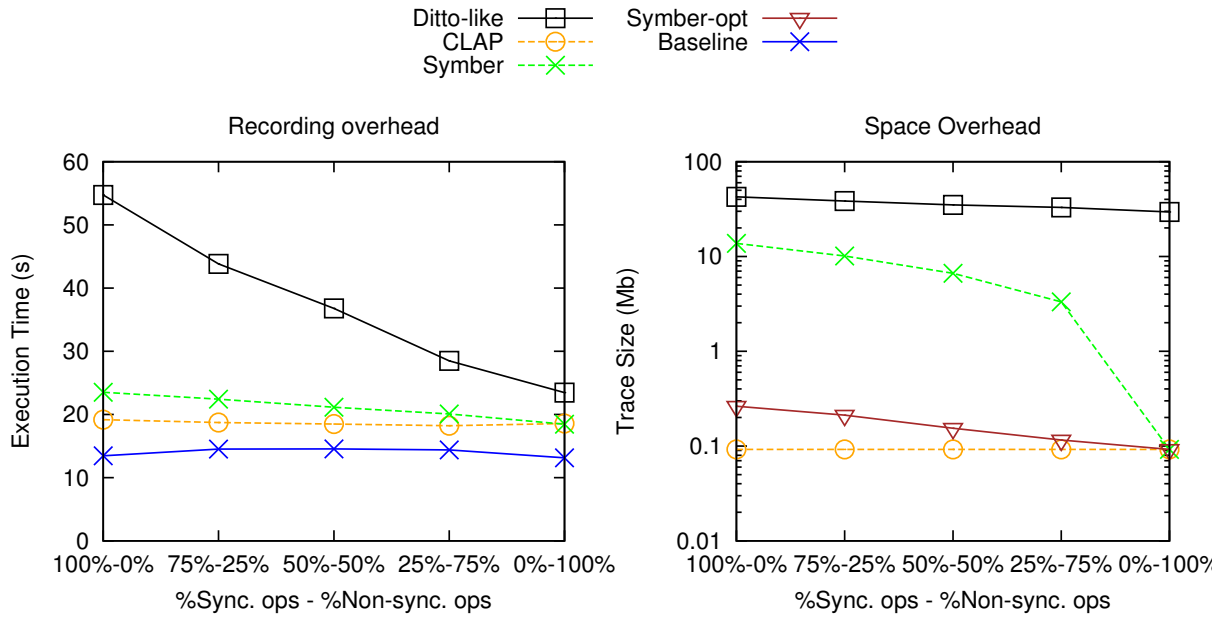 Ditto-like
CLAP
Symber
Symber-opt
Baseline
Recording overhead
Execution Time (s)
60
50
40
30
20
10
0
100%-0% 75%-25% 50%-50% 25%-75% 0%-100%
%Sync. ops - %Non-sync. ops
Space Overhead
Trace Size (Mb)
100
10
1
0.1
0.01
100%-0% 75%-25% 50%-50% 25%-75% 0%-100%
%Sync. ops - %Non-sync. ops